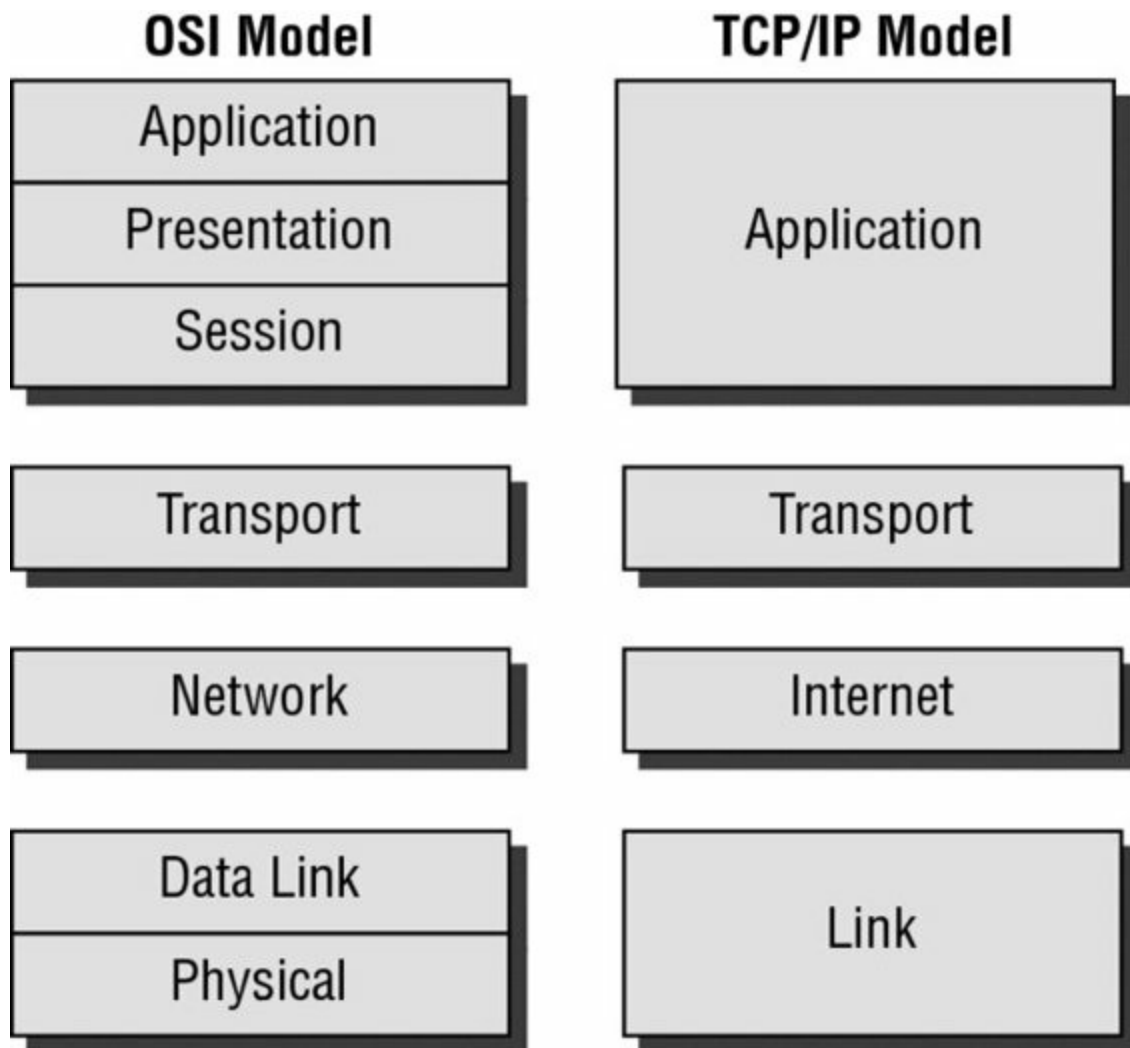 OSI Model
TCP/IP Model
Application
Presentation
Session
Application
Transport
Transport
Network
Internet
Data Link
Physical
Link